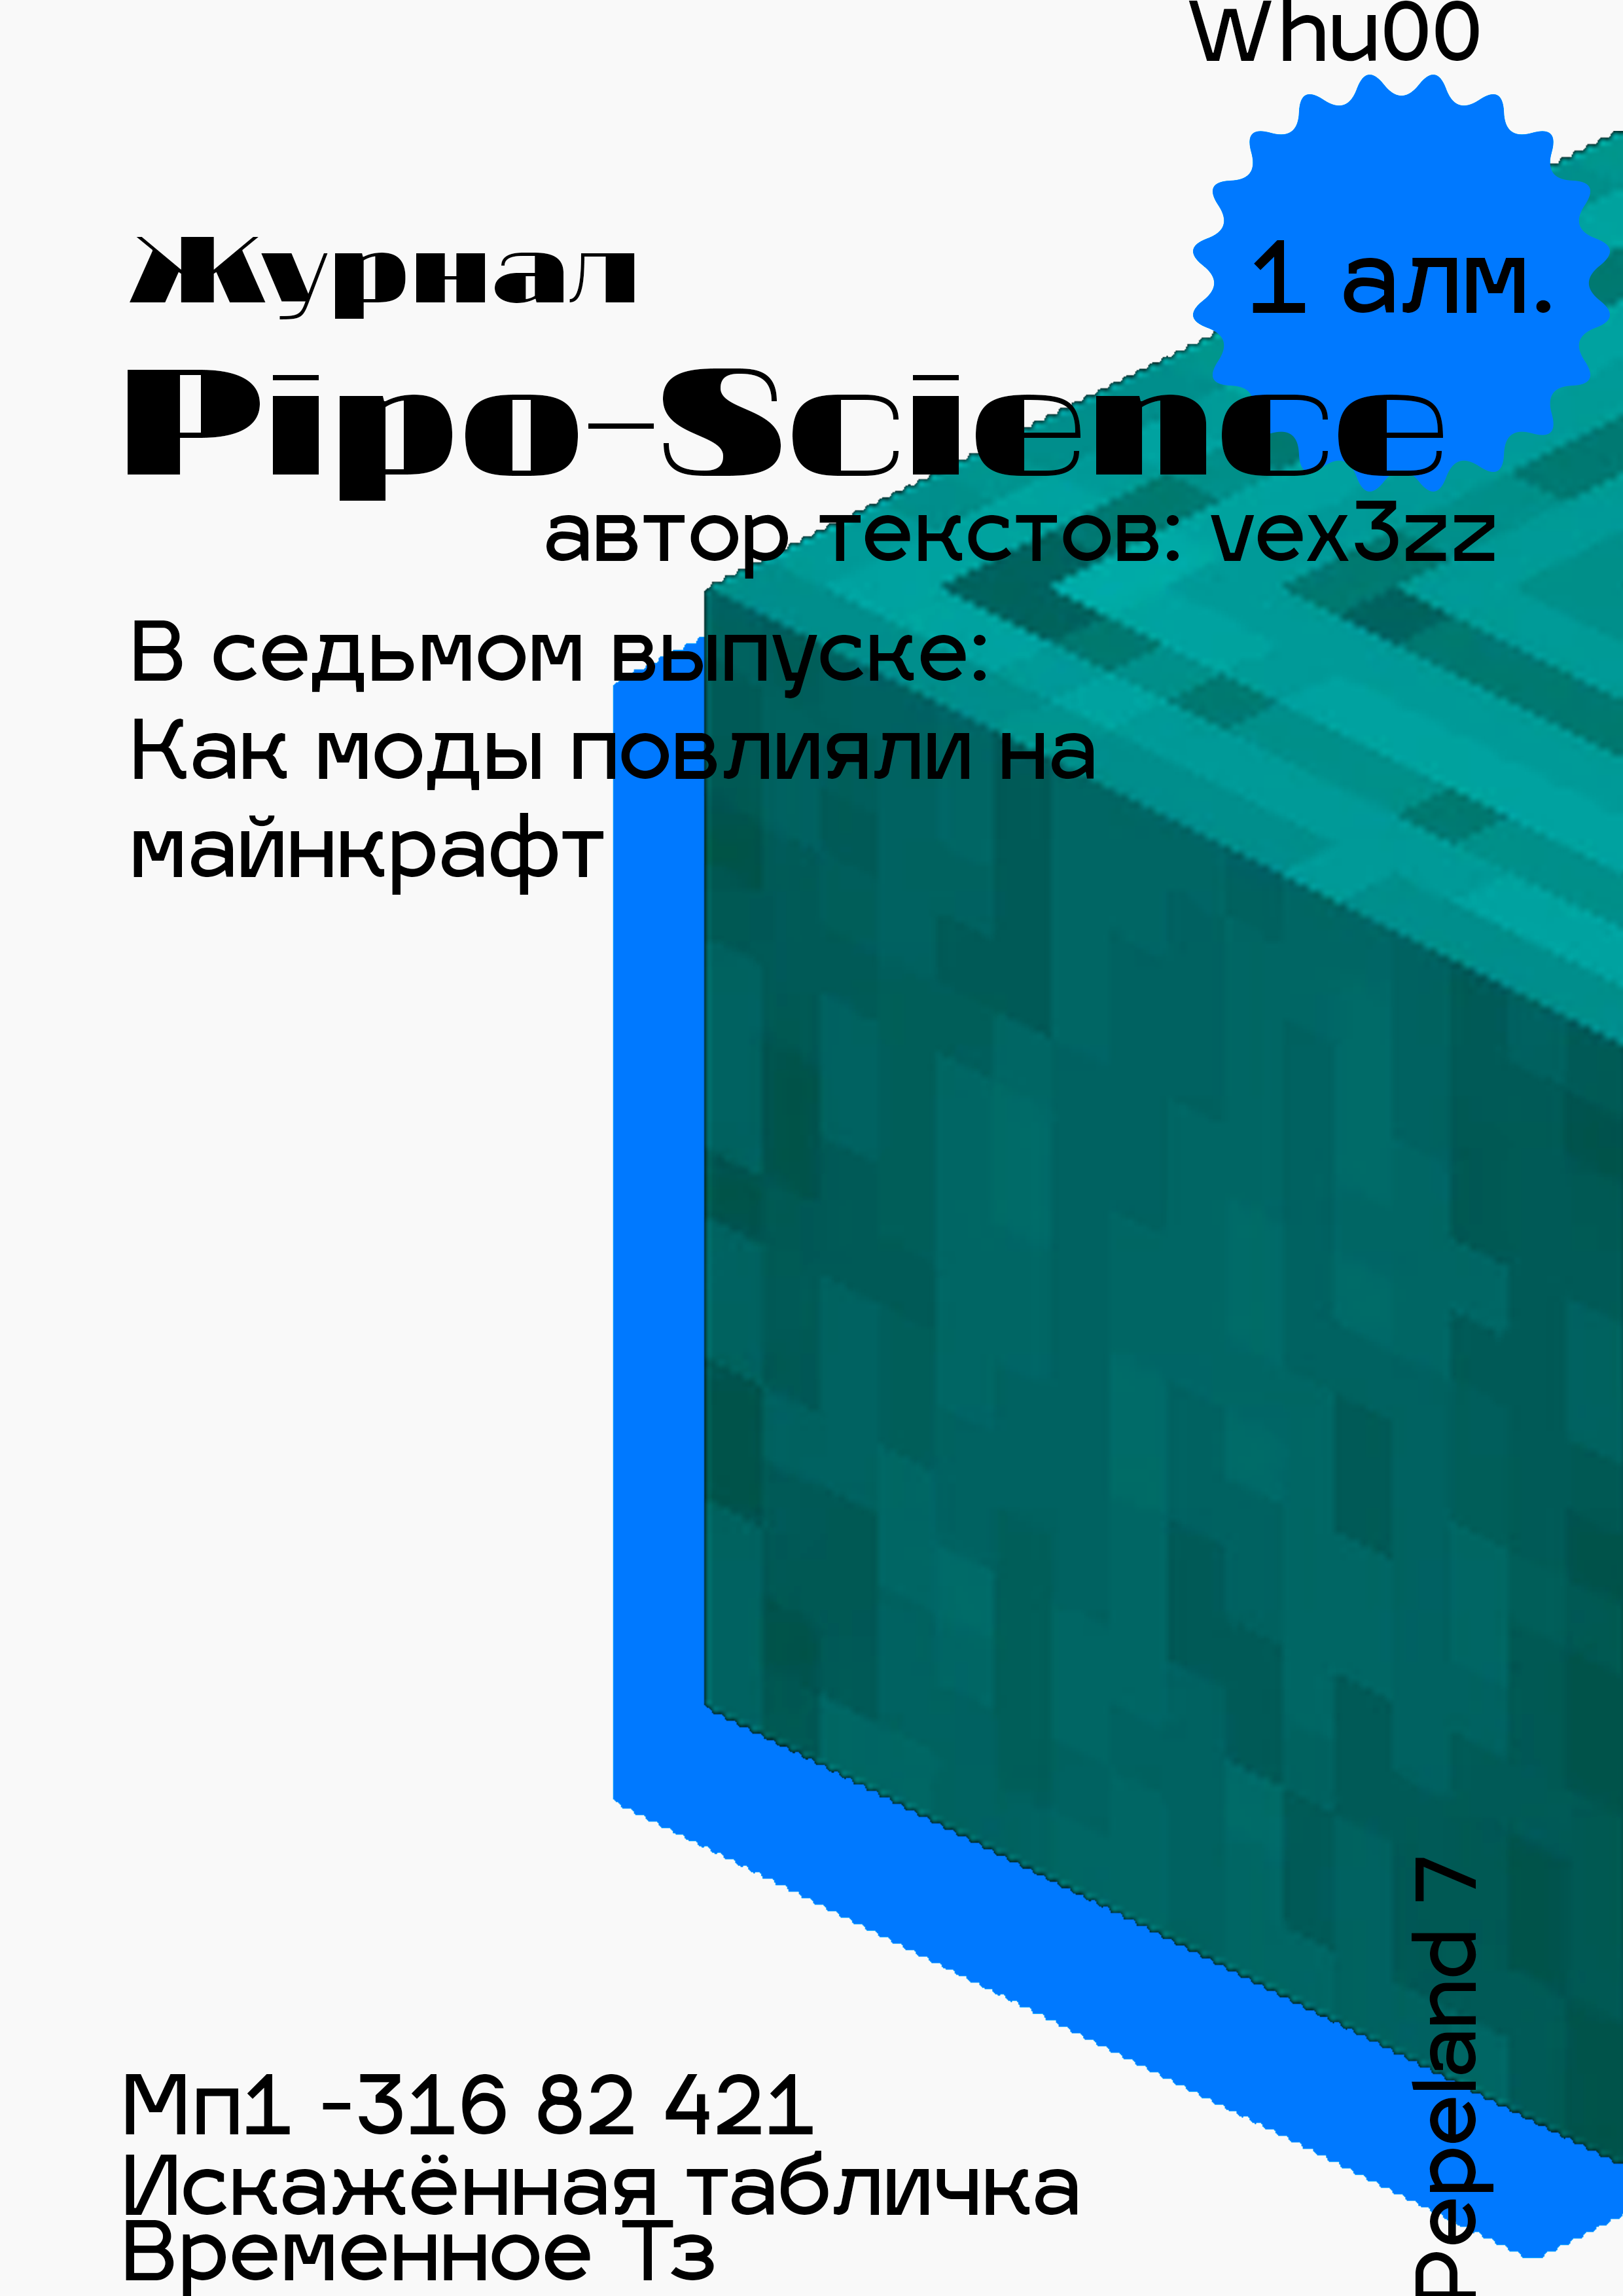 Whu00
1 алм.
Журнал
Pipo-Science
автор текстов: vex3zz
В седьмом выпуске:
Как моды повлияли на
майнкрафт
Мп1 -316 82 421
Искажённая табличка
Временное Тз
Pepeland 7